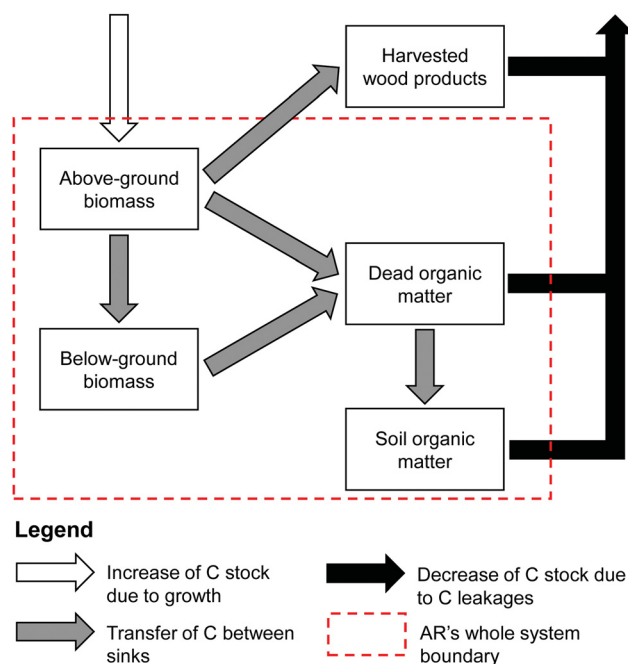 Harvested
wood products
Above-ground
biomass
Dead organic
matter
Below-ground
biomass
Soil organic
matter
Legend
Increase of C stock
due to growth
Decrease of C stock due
to C leakages
Transfer of C between
sinks
AR's whole system
boundary